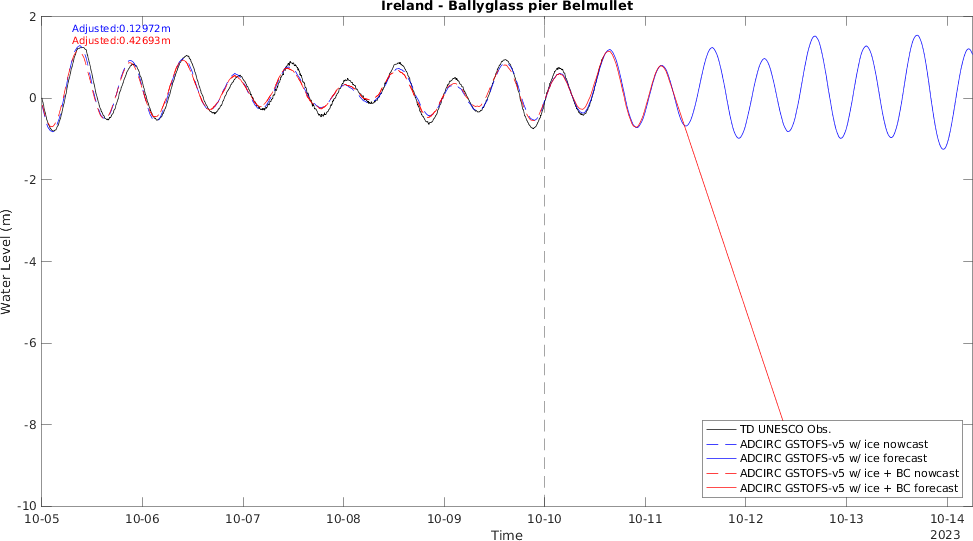 Ireland - Ballyglass pier Belmullet
Adjusted:0.12972m
Adjusted:0.42693m
2
0
-2
-4
-6
-8
-10
Water Level (m)
TD UNESCO Obs.
ADCIRC GSTOFS-v5 w/ ice nowcast
ADCIRC GSTOFS-v5 w/ ice forecast
ADCIRC GSTOFS-v5 w/ ice + BC nowcast
ADCIRC GSTOFS-v5 w/ ice + BC forecast
10-05 10-06 10-07 10-08 10-09 10-10 10-11 10-12 10-13 10-14
2023
Time